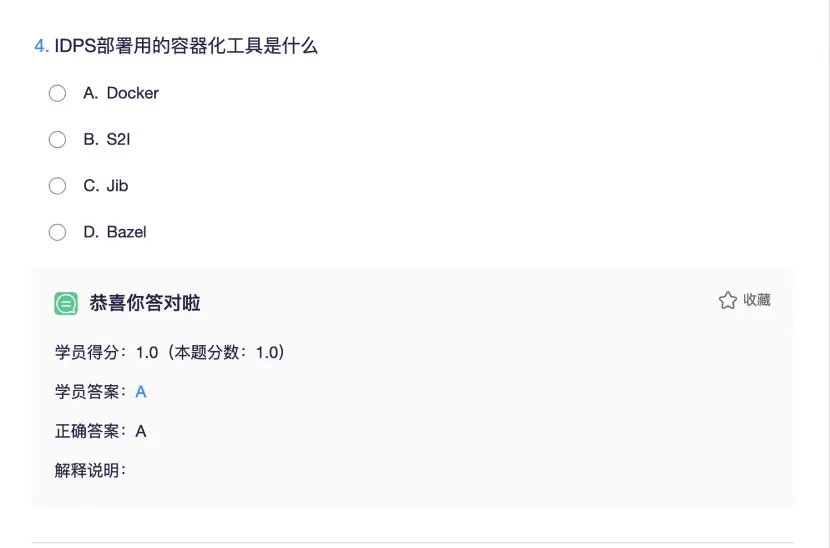 4. IDPS部署用的容器化工具是什么
A. Docker
B. S2I
C. Jib
D. Bazel
恭喜你答对啦
收藏
学员得分：1.0（本题分数：1.0）
学员答案：A
正确答案：A
解释说明：